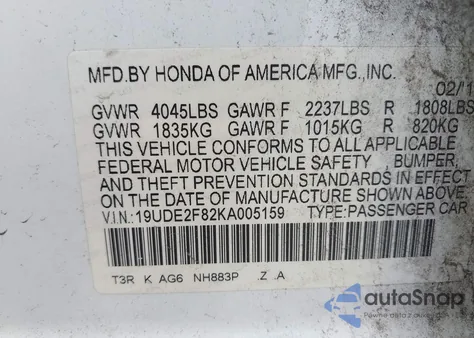 MFD.BY HONDA OF AMERICA MFG.,INC.
02/1
GVWR 4045LBS GAWR F 2237LBS R 1808LBS
GVWR 1835KG GAWR F 1015KG R 820KG
THIS VEHICLE CONFORMS TO ALL APPLICABLE
FEDERAL MOTOR VEHICLE SAFETY BUMPER,
AND THEFT PREVENTION STANDARDS IN EFFECT
ON THE DATE OF MANUFACTURE SHOWN ABOVE.
V.I.N.: 19UDE2F82KA005159 TYPE:PASSENGER CAR
T3R K AG6 NH883P .Z .A
autoSnap